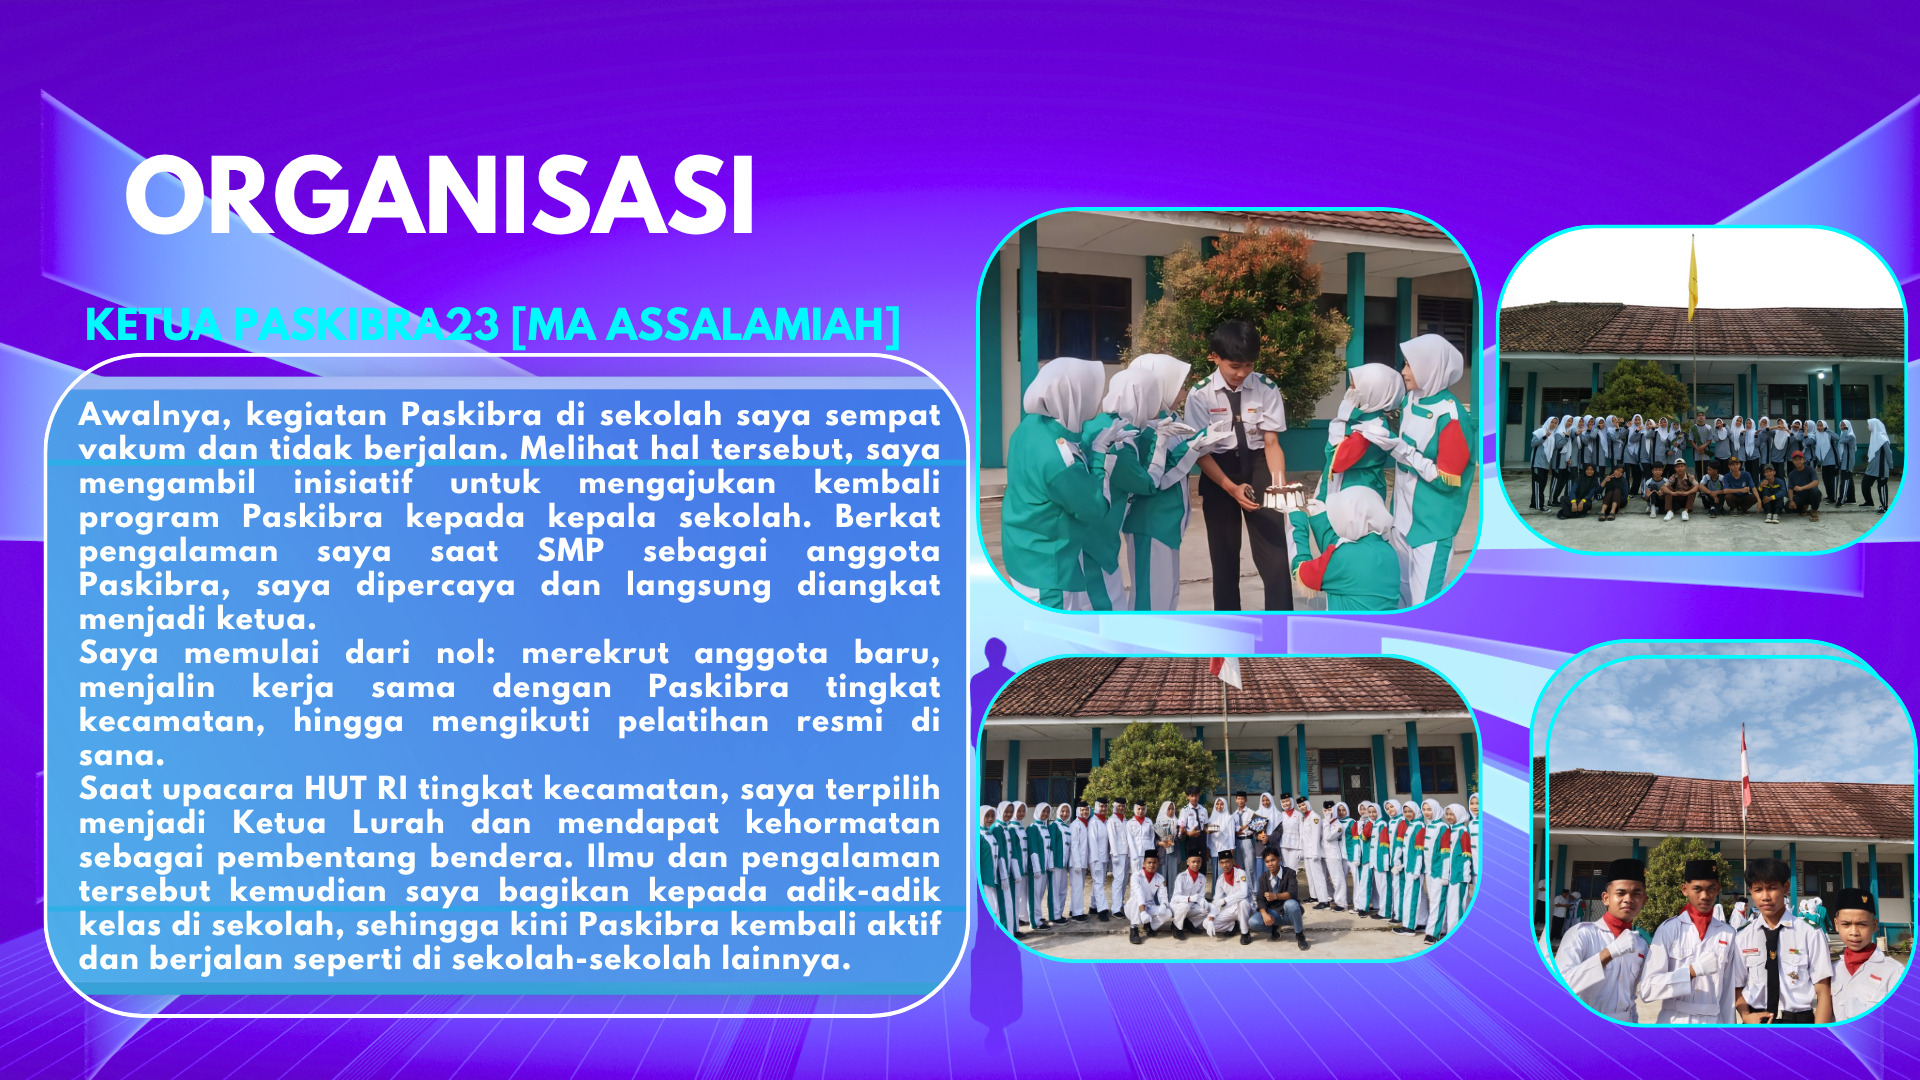 ORGANISASI
KETUA PASKIBRA23 [MA ASSALAMIAH]
Awalnya, kegiatan Paskibra di sekolah saya sempat
vakum dan tidak berjalan. Melihat hal tersebut, saya
mengambil inisiatif untuk mengajukan kembali
program Paskibra kepada kepala sekolah. Berkat
pengalaman saya saat SMP sebagai anggota
Paskibra, saya dipercaya dan langsung diangkat
menjadi ketua.
Saya memulai dari nol: merekrut anggota baru,
menjalin kerja sama dengan Paskibra tingkat
kecamatan, hingga mengikuti pelatihan resmi di
sana.
Saat upacara HUT RI tingkat kecamatan, saya terpilih
menjadi Ketua Lurah dan mendapat kehormatan
sebagai pembentang bendera. Ilmu dan pengalaman
tersebut kemudian saya bagikan kepada adik-adik
kelas di sekolah, sehingga kini Paskibra kembali aktif
dan berjalan seperti di sekolah-sekolah lainnya.